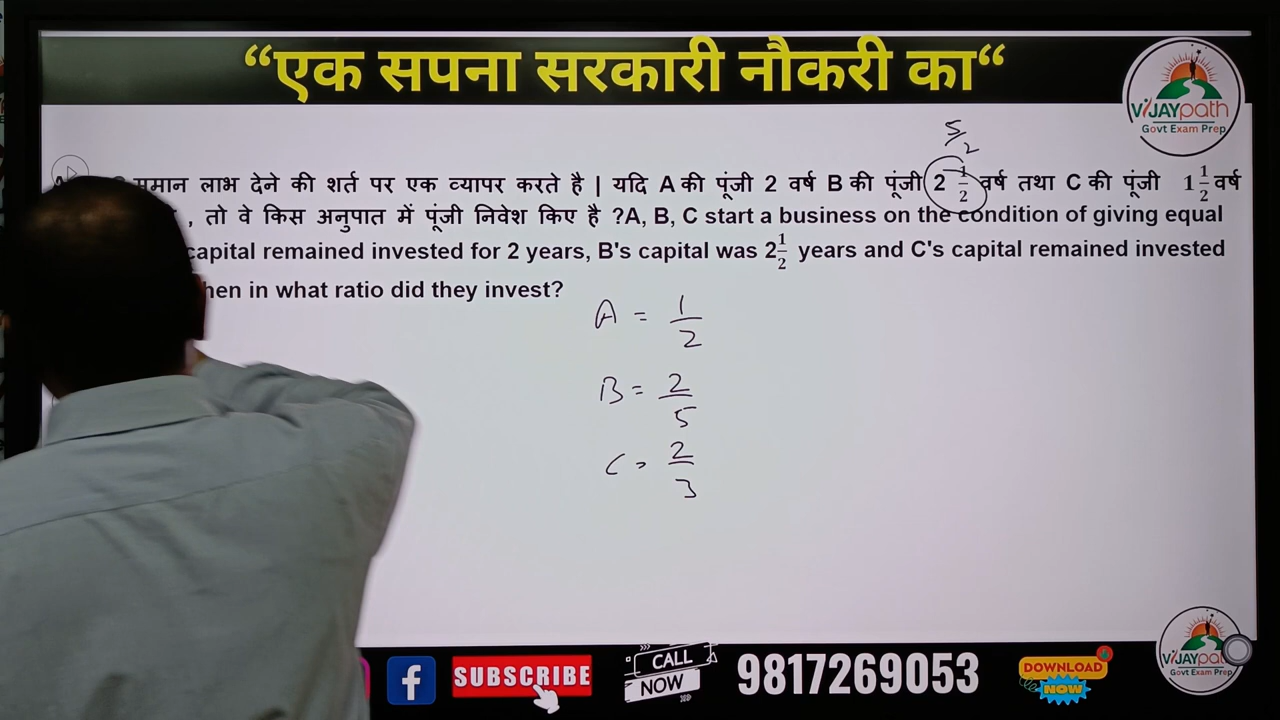 “एक सपना सरकारी नौकरी का“
VIJAYpath
Govt Exam Prep
5/2
समान लाभ देने की शर्त पर एक व्यापर करते है | यदि A की पूंजी 2 वर्ष B की पूंजी 2 1/2 वर्ष तथा C की पूंजी 1 1/2 वर्ष
, तो वे किस अनुपात में पूंजी निवेश किए है ?A, B, C start a business on the condition of giving equal
capital remained invested for 2 years, B's capital was 2 1/2 years and C's capital remained invested
in what ratio did they invest?
A = 1/2
B = 2/5
C = 2/3
SUBSCRIBE
CALL
NOW
9817269053
DOWNLOAD
NOW
VIJAYpath
Govt Exam Prep